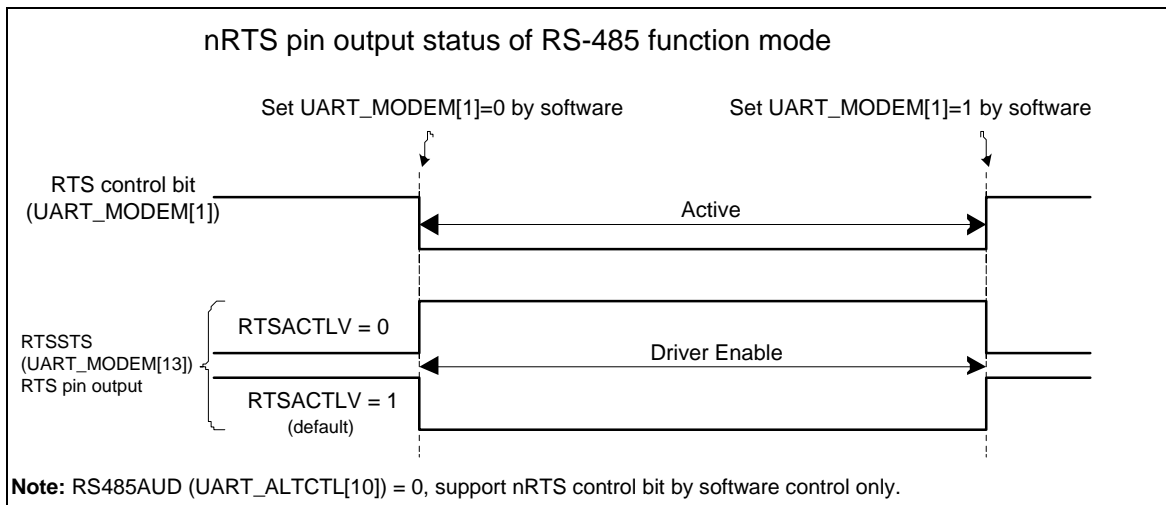 nRTS pin output status of RS-485 function mode
Set UART_MODEM[1]=0 by software
Set UART_MODEM[1]=1 by software
RTS control bit
(UART_MODEM[1])
Active
RTSACTLV = 0
RTSSTS
(UART_MODEM[13])
RTS pin output
Driver Enable
RTSACTLV = 1
(default)
Note: RS485AUD (UART_ALTCTL[10]) = 0, support nRTS control bit by software control only.